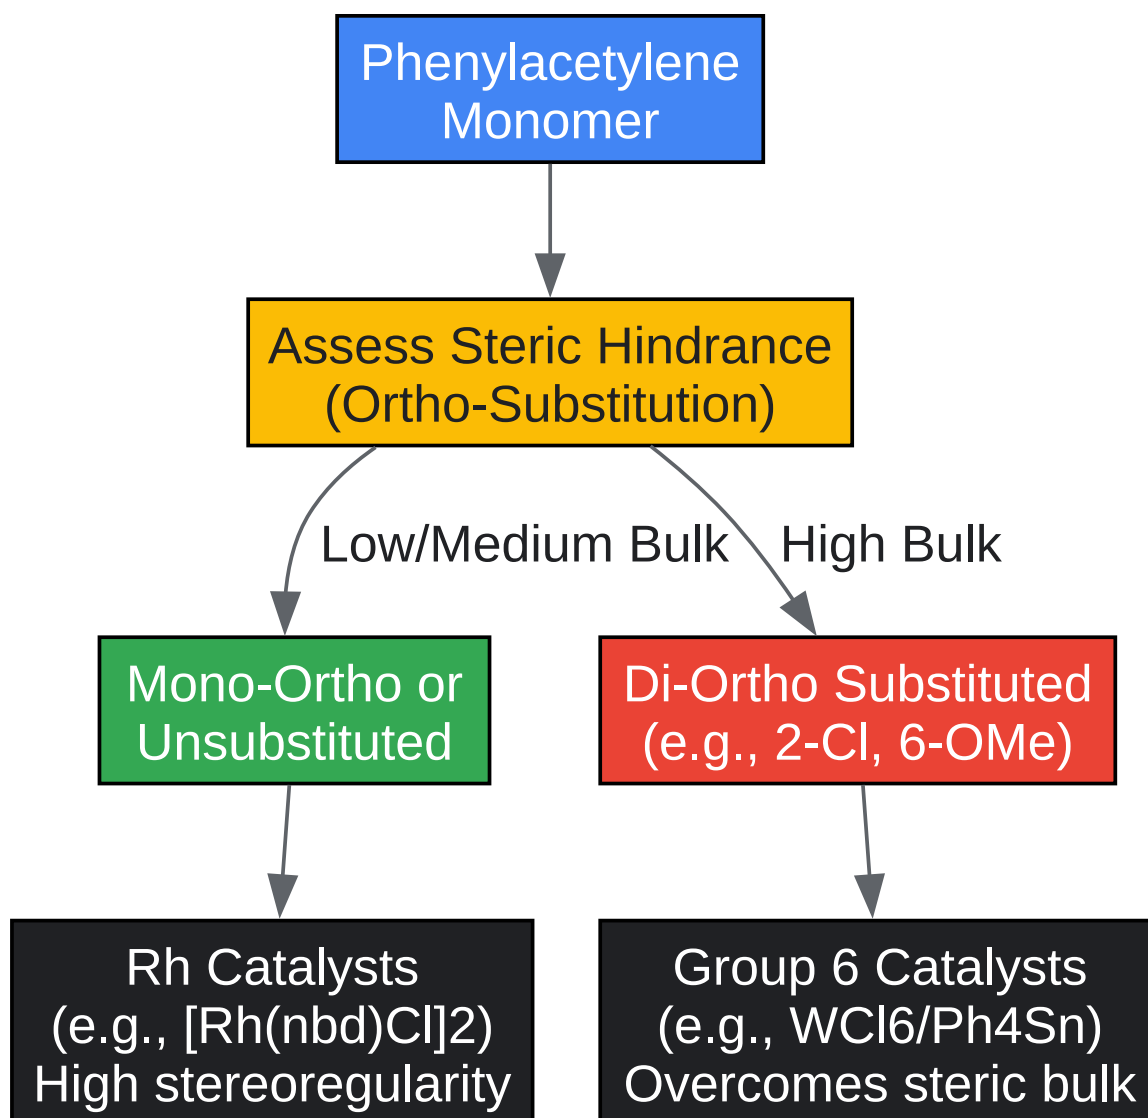 Phenylacetylene
Monomer
Assess Steric Hindrance
(Ortho-Substitution)
Low/Medium Bulk
High Bulk
Mono-Ortho or
Unsubstituted
Di-Ortho Substituted
(e.g., 2-Cl, 6-OMe)
Rh Catalysts
(e.g., [Rh(nbd)Cl]2)
High stereoregularity
Group 6 Catalysts
(e.g., WCl6/Ph4Sn)
Overcomes steric bulk